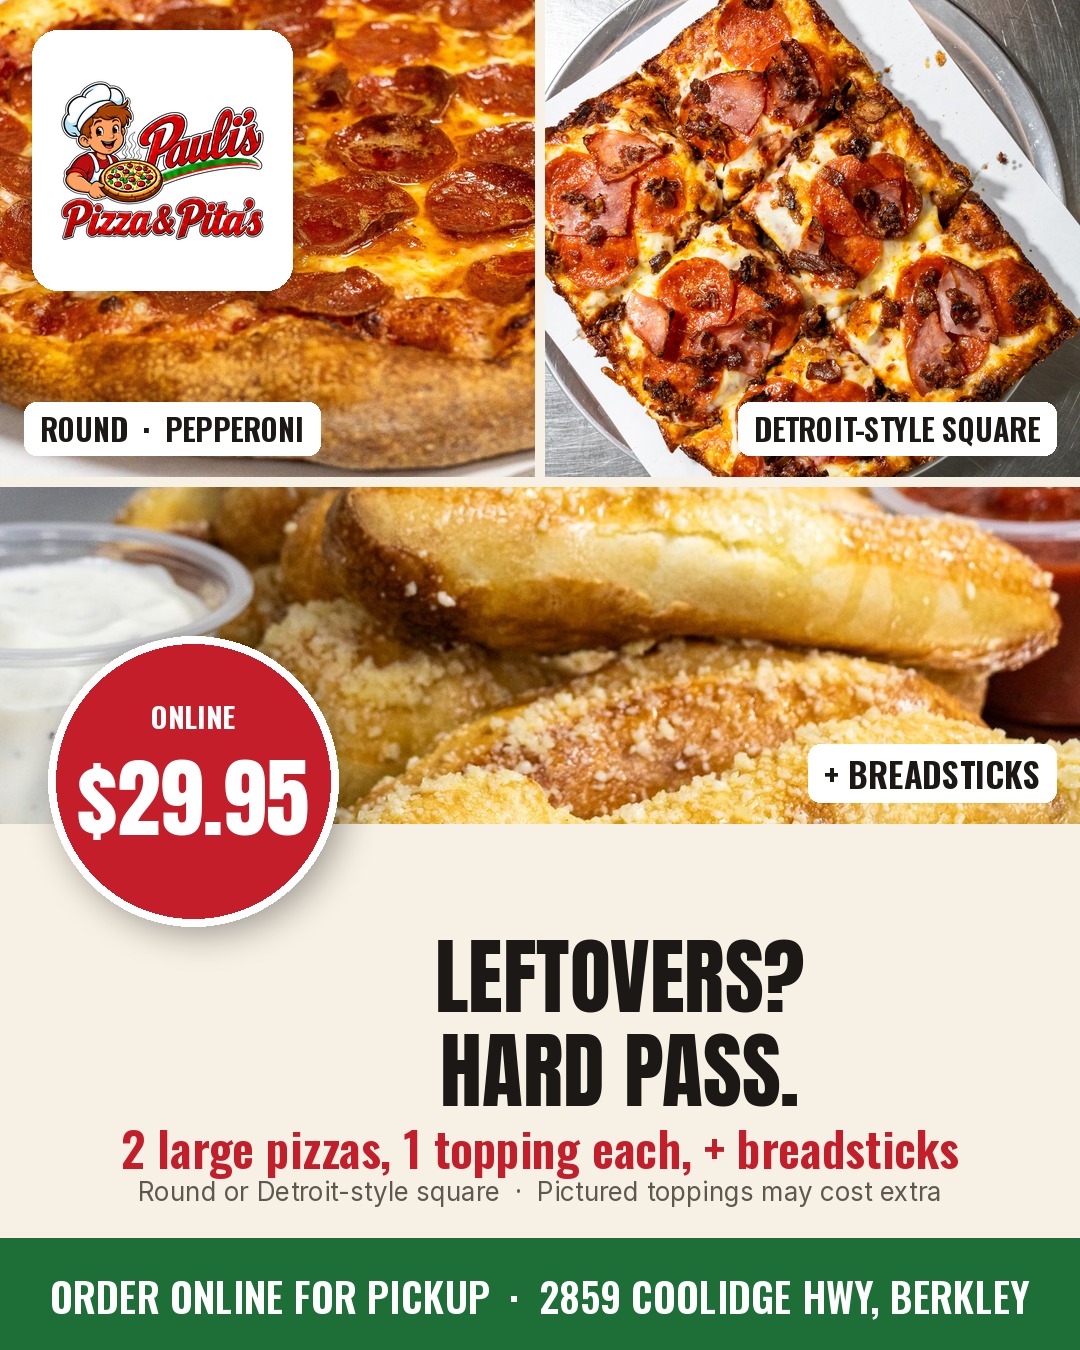 Pauli's
Pizza & Pita's
ROUND · PEPPERONI
DETROIT-STYLE SQUARE
+ BREADSTICKS
ONLINE
$29.95
LEFTOVERS?
HARD PASS.
2 large pizzas, 1 topping each, + breadsticks
Round or Detroit-style square · Pictured toppings may cost extra
ORDER ONLINE FOR PICKUP · 2859 COOLIDGE HWY, BERKLEY